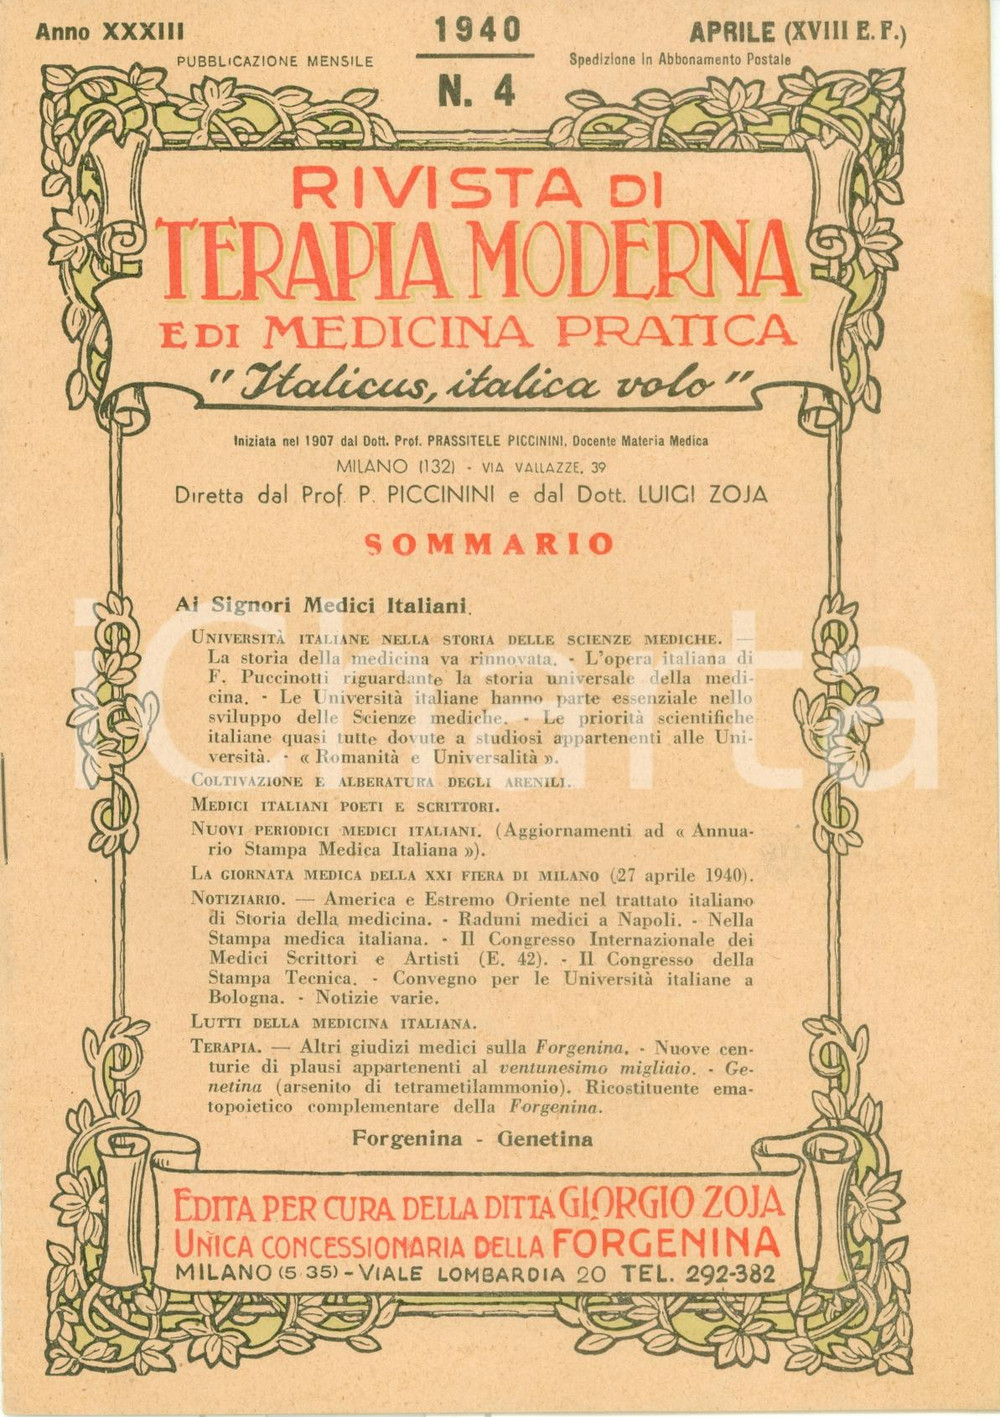 Anno XXXIII
1940
APRILE (XVIII E. F.)
PUBBLICAZIONE MENSILE
Spedizione in Abbonamento Postale
N. 4
RIVISTA DI
TERAPIA MODERNA
E DI MEDICINA PRATICA
"Italicus, italica volo"
Iniziata nel 1907 dal Dott. Prof. PRASSITELE PICCININI, Docente Materia Medica
MILANO (132) - VIA VALLAZZE, 39
Diretta dal Prof. P. PICCININI e dal Dott. LUIGI ZOJA
SOMMARIO
Ai Signori Medici Italiani.
UNIVERSITÀ ITALIANE NELLA STORIA DELLE SCIENZE MEDICHE. —
La storia della medicina va rinnovata. - L'opera italiana di
F. Puccinotti riguardante la storia universale della medi-
cina. - Le Università italiane hanno parte essenziale nello
sviluppo delle Scienze mediche. - Le priorità scientifiche
italiane quasi tutte dovute a studiosi appartenenti alle Uni-
versità. - « Romanità e Universalità ».
COLTIVAZIONE E ALBERATURA DEGLI ARENILI.
MEDICI ITALIANI POETI E SCRITTORI.
NUOVI PERIODICI MEDICI ITALIANI. (Aggiornamenti ad « Annua-
rio Stampa Medica Italiana »).
LA GIORNATA MEDICA DELLA XXI FIERA DI MILANO (27 aprile 1940).
NOTIZIARIO. — America e Estremo Oriente nel trattato italiano
di Storia della medicina. - Raduni medici a Napoli. - Nella
Stampa medica italiana. - Il Congresso Internazionale dei
Medici Scrittori e Artisti (E. 42). - II Congresso della
Stampa Tecnica. - Convegno per le Università italiane a
Bologna. - Notizie varie.
LUTTI DELLA MEDICINA ITALIANA.
TERAPIA. — Altri giudizi medici sulla Forgenina. - Nuove cen-
turie di plausi appartenenti al ventunesimo migliaio. - Ge-
netina (arsenito di tetrametilammonio). Ricostituente ema-
topoietico complementare della Forgenina.
Forgenina - Genetina
EDITA PER CURA DELLA DITTA GIORGIO ZOJA
UNICA CONCESSIONARIA DELLA FORGENINA
MILANO (5 35) - VIALE LOMBARDIA 20 TEL. 292-382
iCharta